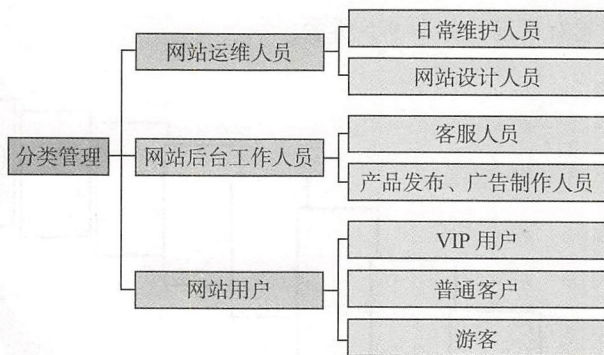 分类管理
网站运维人员
日常维护人员
网站设计人员
网站后台工作人员
客服人员
产品发布、广告制作人员
网站用户
VIP 用户
普通客户
游客